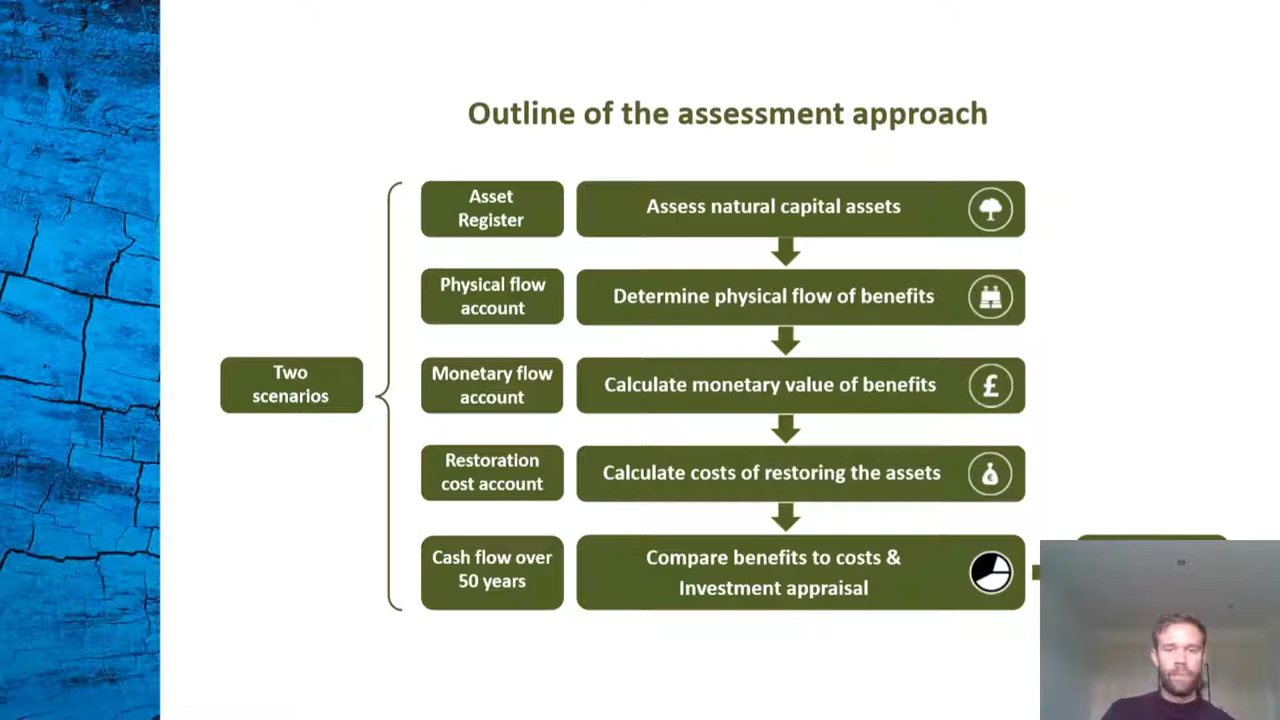 Outline of the assessment approach
Two
scenarios
Asset
Register
Assess natural capital assets
Physical flow
account
Determine physical flow of benefits
Monetary flow
account
Calculate monetary value of benefits
£
Restoration
cost account
Calculate costs of restoring the assets
€
Cash flow over
50 years
Compare benefits to costs &
Investment appraisal